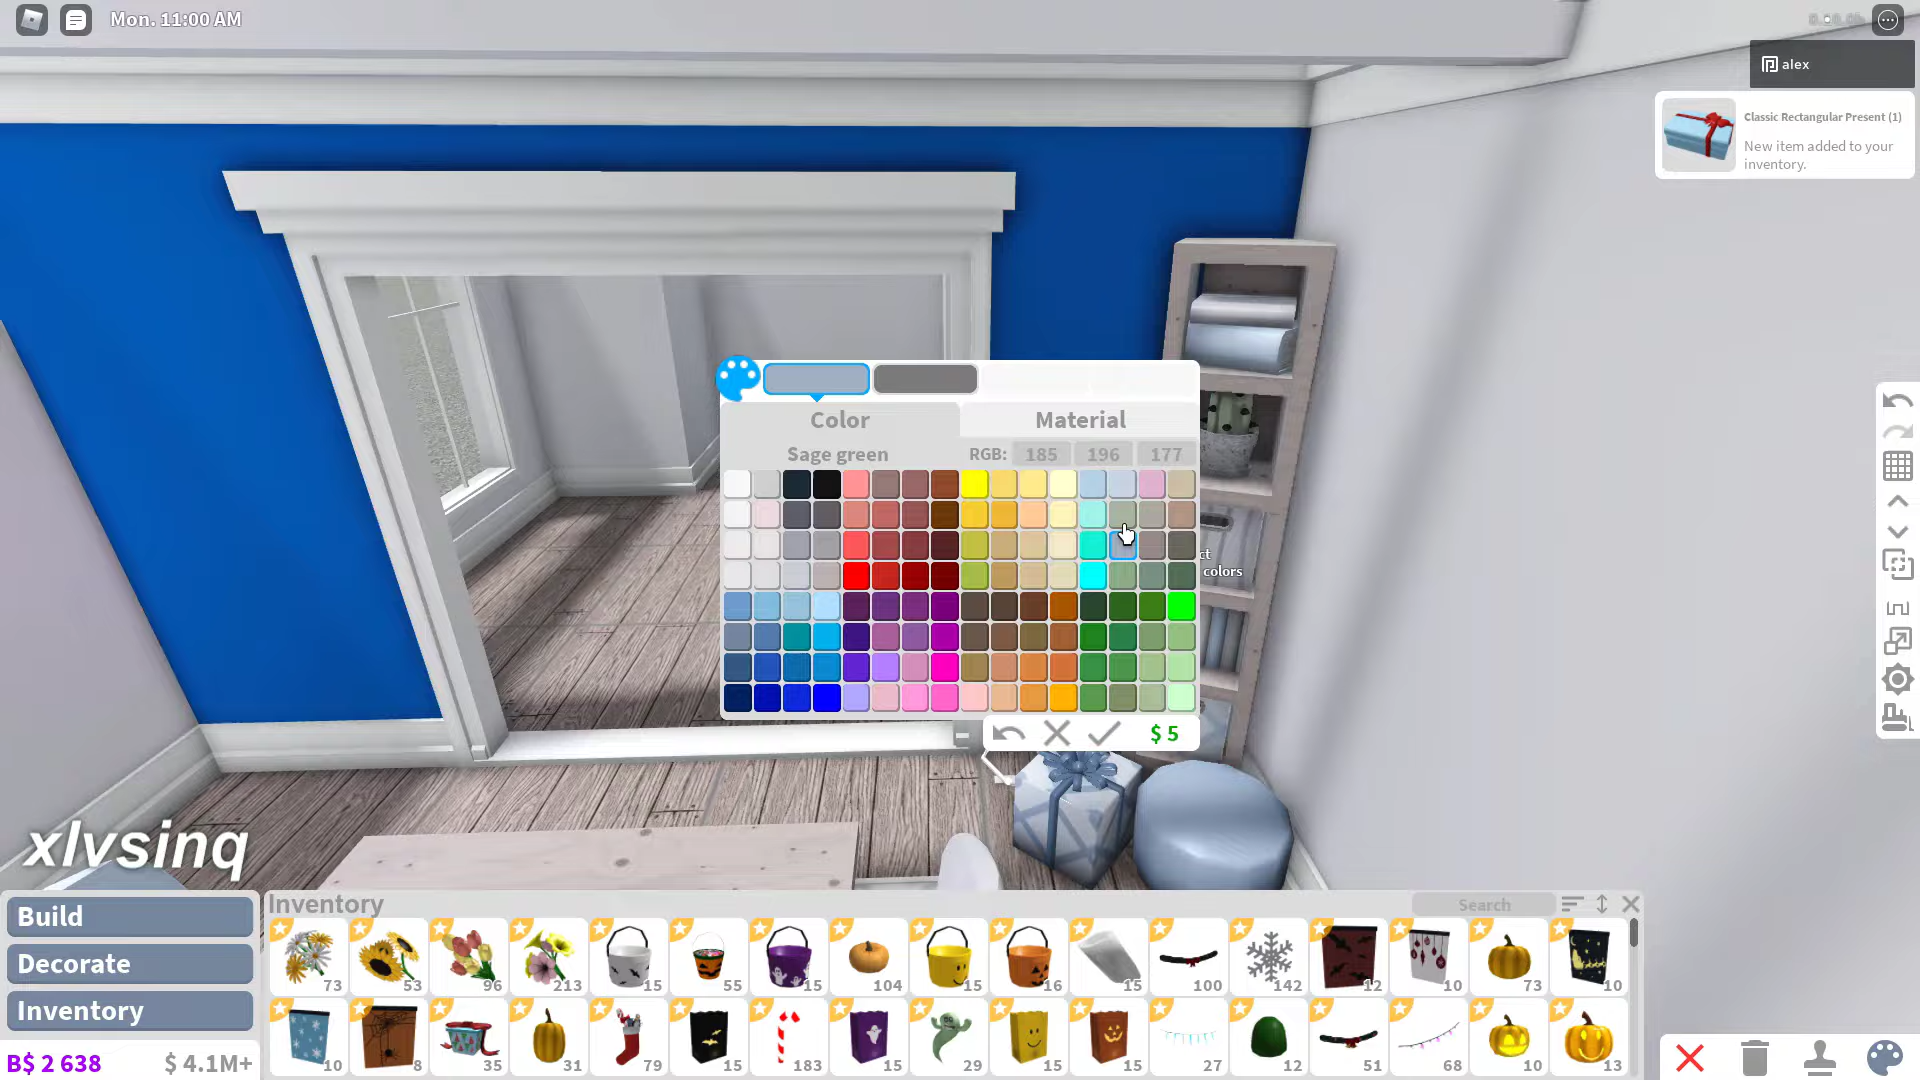 Mon. 11:00 AM
alex
Classic Rectangular Present (1)
New item added to your
inventory.
Color
Material
Sage green
RGB: 185 196 177
colors
$ 5
xlvsinq
Build
Decorate
Inventory
B$ 2 638
$ 4.1M+
Inventory
Search
73 53 96 213 15 55 15 104 15 16 15 100 142 12 10 73 10
10 8 35 31 79 15 183 15 29 15 15 27 12 51 68 10 13